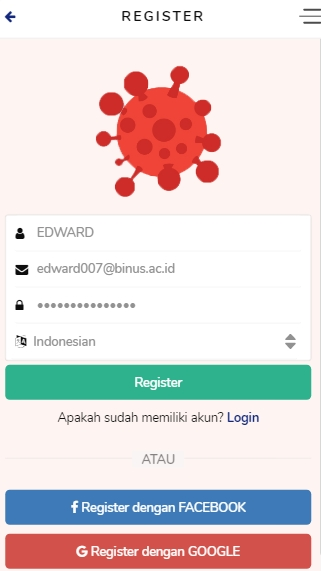 REGISTER
EDWARD
edward007@binus.ac.id
•••••••••••••••
Indonesian
Register
Apakah sudah memiliki akun? Login
ATAU
Register dengan FACEBOOK
Register dengan GOOGLE